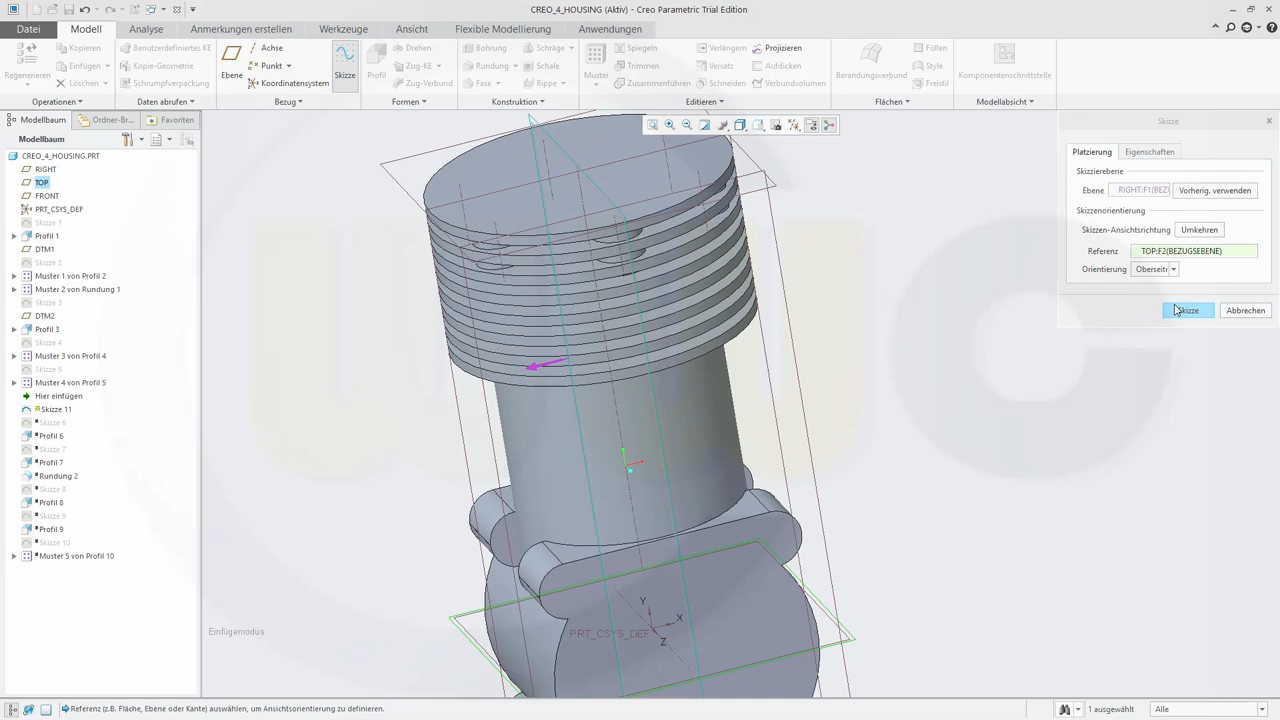 CREO_4_HOUSING (Aktiv) - Creo Parametric Trial Edition
Datei Modell Analyse Anmerkungen erstellen Werkzeuge Ansicht Flexible Modellierung Anwendungen
Regenerieren
Kopieren
Einfügen
Löschen
Benutzerdefiniertes KE
Kopie-Geometrie
Schrumpfverpackung
Ebene
Achse
Punkt
Koordinatensystem
Skizze
Profil
Drehen
Zug-KE
Zug-Verbund
Bohrung
Rundung
Fase
Schräge
Schale
Rippe
Muster
Spiegeln
Trimmen
Zusammenführen
Verlängern
Versatz
Schneiden
Projizieren
Aufdicken
Verbundvolumen
Berandungsverbund
Füllen
Style
Freistil
Komponentenschnittstelle
Operationen Daten abrufen Bezug Formen Konstruktion Editieren Flächen Modellabsicht
Modellbaum Ordner-Br... Favoriten
Modellbaum
CREO_4_HOUSING.PRT
RIGHT
TOP
FRONT
PRT_CSYS_DEF
Skizze 1
Profil 1
DTM1
Skizze 2
Muster 1 von Profil 2
Muster 2 von Rundung 1
Skizze 3
DTM2
Profil 3
Skizze 4
Muster 3 von Profil 4
Skizze 5
Muster 4 von Profil 5
Hier einfügen
Skizze 11
Skizze 6
Profil 6
Skizze 7
Profil 7
Rundung 2
Skizze 8
Profil 8
Skizze 9
Profil 9
Skizze 10
Muster 5 von Profil 10
Einfügemodus
Y
X
PRT_CSYS_DEF
Z
Skizze
Platzierung Eigenschaften
Skizzierebene
Ebene RIGHT:F1(BEZ Vorherig. verwenden
Skizzenorientierung
Skizzen-Ansichtsrichtung Umkehren
Referenz TOP:F2(BEZUGSEBENE)
Orientierung Oberseit
Skizze Abbrechen
Referenz (z.B. Fläche, Ebene oder Kante) auswählen, um Ansichtsorientierung zu definieren.
1 ausgewählt Alle